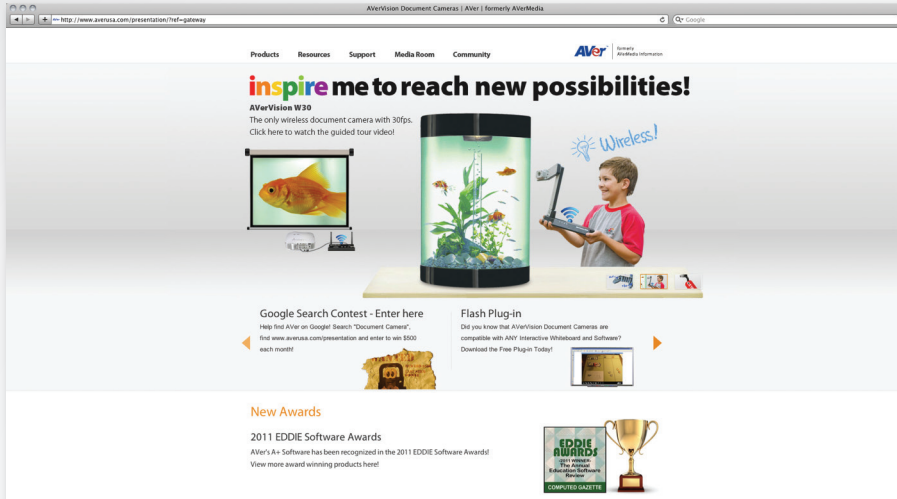 AVerVision Document Cameras | AVer | formerly AVerMedia
http://www.averusa.com/presentation/?ref=gateway
Google
Products Resources Support Media Room Community
AVer formerly AVerMedia Information
inspire me to reach new possibilities!
AVerVision W30
The only wireless document camera with 30fps.
Click here to watch the guided tour video!
Wireless!
Google Search Contest - Enter here
Help find AVer on Google! Search "Document Camera",
find www.averusa.com/presentation and enter to win $500
each month!
Flash Plug-in
Did you know that AVerVision Document Cameras are
compatible with ANY Interactive Whiteboard and Software?
Download the Free Plug-in Today!
New Awards
2011 EDDIE Software Awards
AVer's A+ Software has been recognized in the 2011 EDDIE Software Awards!
View more award winning products here!
EDDIE
AWARDS
2011 WINNER
The Annual
Education Software
Review
COMPUTED GAZETTE